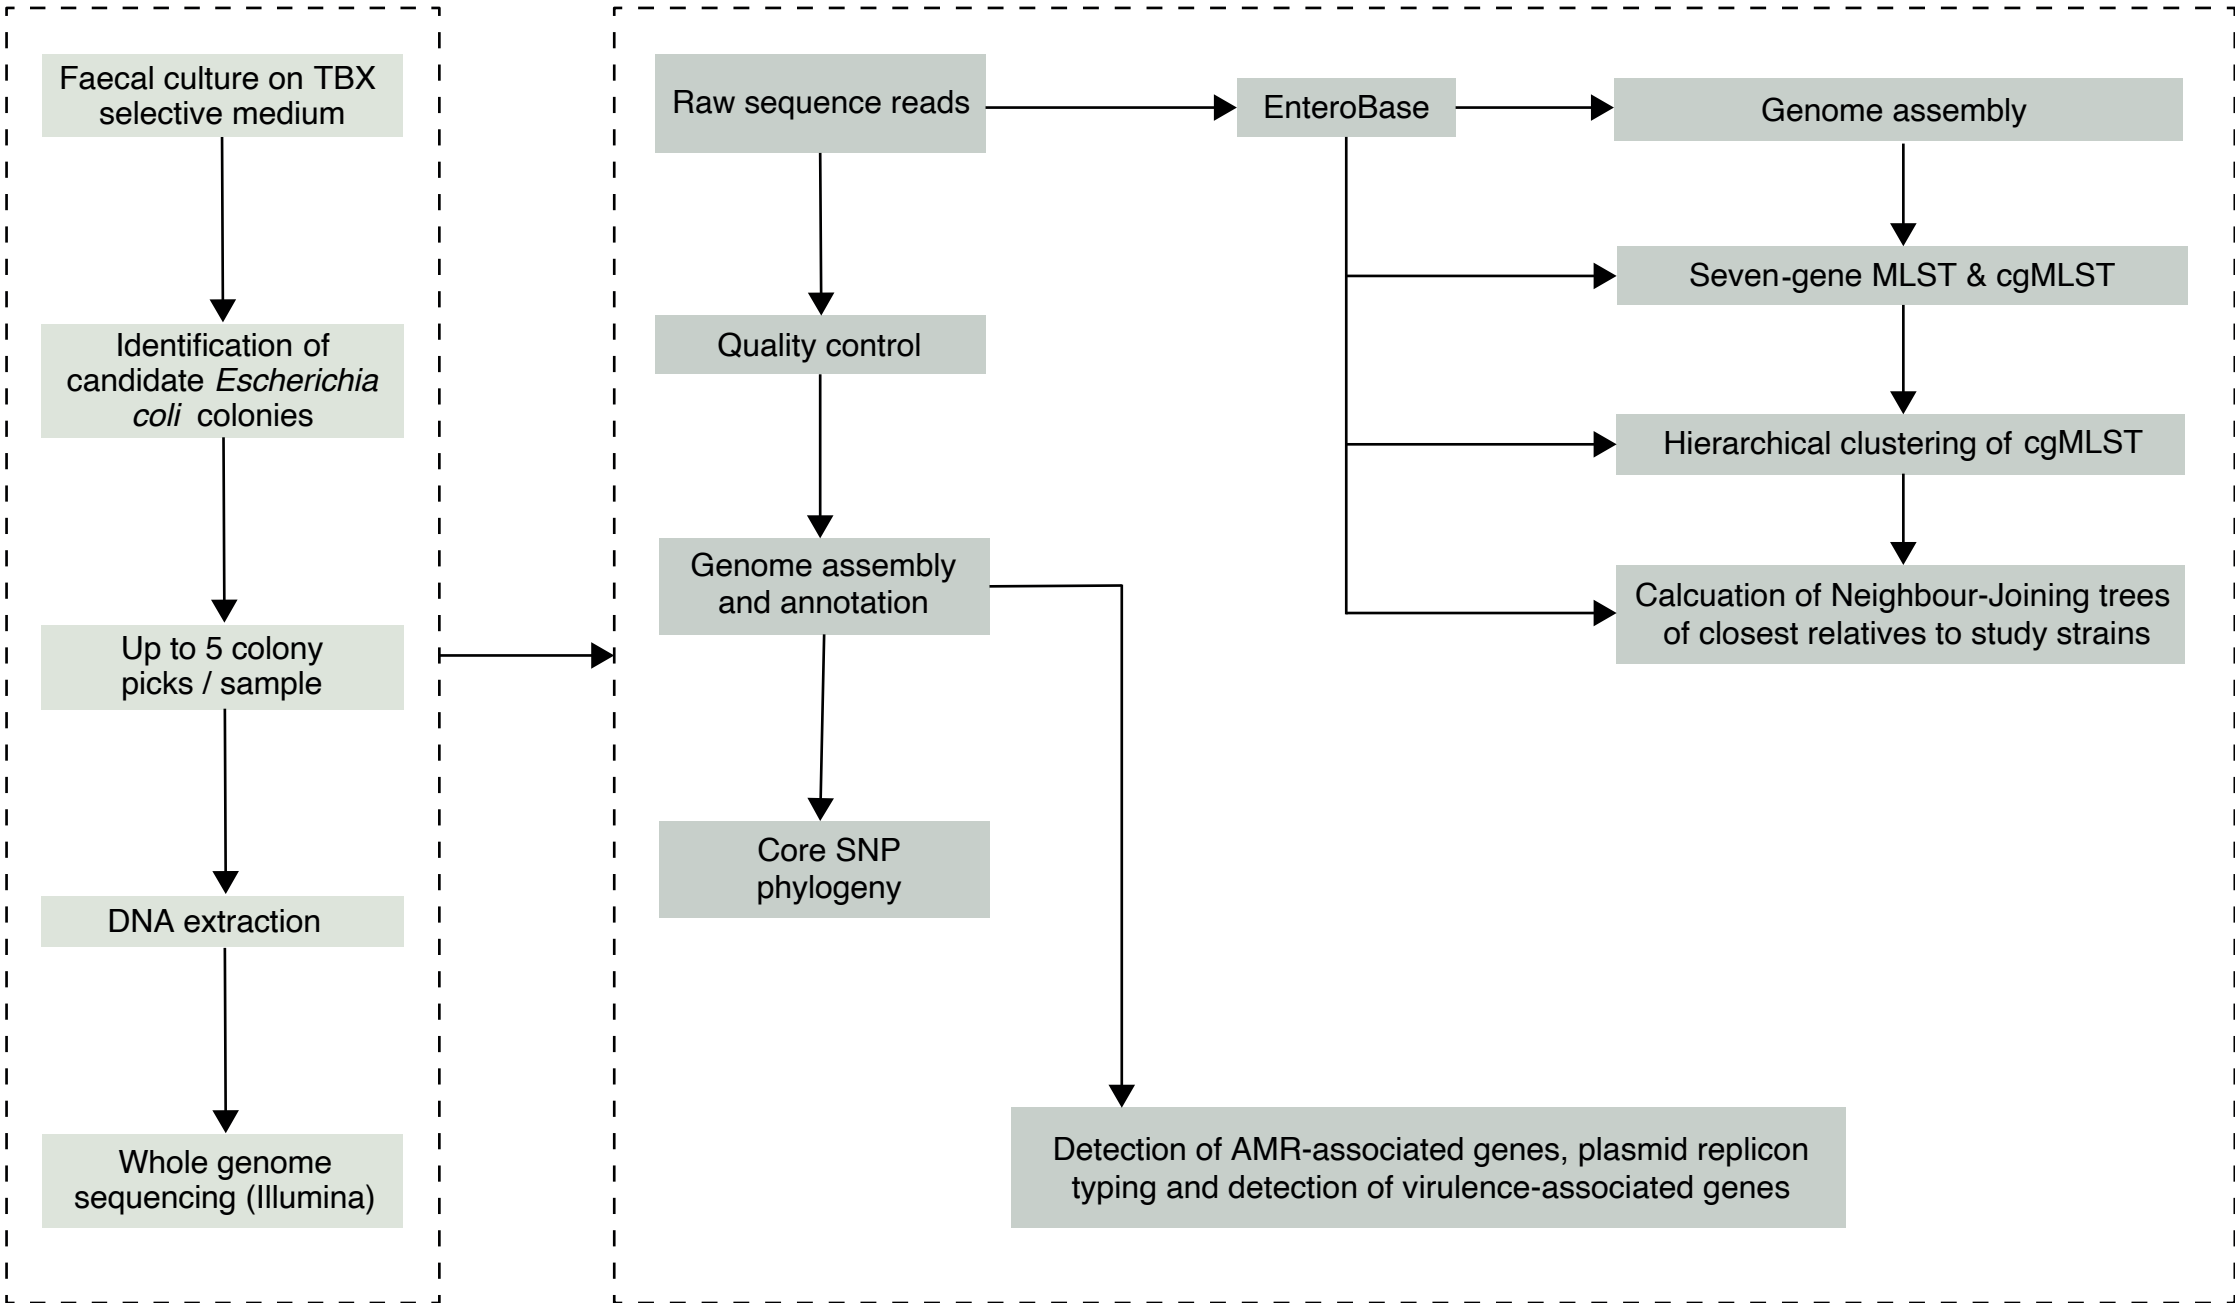 Faecal culture on TBX
selective medium
Identification of
candidate Escherichia
coli colonies
Up to 5 colony
picks / sample
DNA extraction
Whole genome
sequencing (Illumina)
Raw sequence reads
Quality control
Genome assembly
and annotation
Core SNP
phylogeny
Detection of AMR-associated genes, plasmid replicon
typing and detection of virulence-associated genes
EnteroBase
Genome assembly
Seven-gene MLST & cgMLST
Hierarchical clustering of cgMLST
Calcuation of Neighbour-Joining trees
of closest relatives to study strains